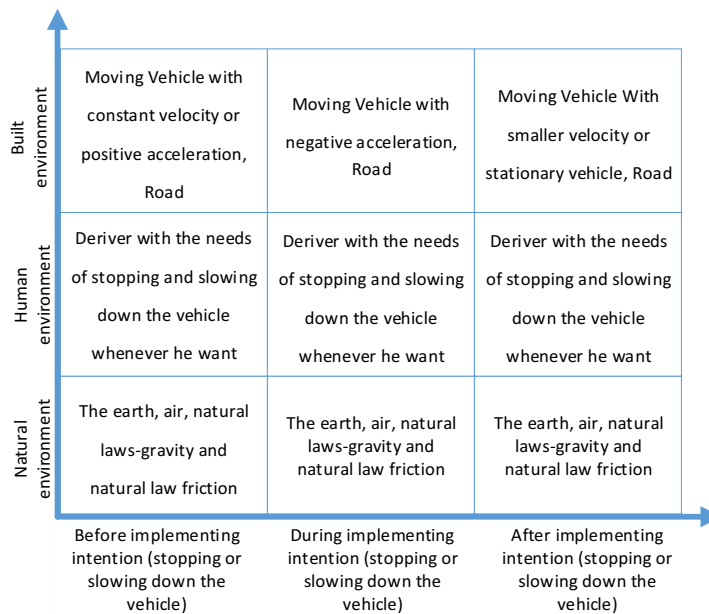 Built
environment
Moving Vehicle with
constant velocity or
positive acceleration,
Road
Moving Vehicle with
negative acceleration,
Road
Moving Vehicle With
smaller velocity or
stationary vehicle, Road
Human
environment
Deriver with the needs
of stopping and slowing
down the vehicle
whenever he want
Deriver with the needs
of stopping and slowing
down the vehicle
whenever he want
Deriver with the needs
of stopping and slowing
down the vehicle
whenever he want
Natural
environment
The earth, air, natural
laws-gravity and
natural law friction
The earth, air, natural
laws-gravity and
natural law friction
The earth, air, natural
laws-gravity and
natural law friction
Before implementing
intention (stopping or
slowing down the
vehicle)
During implementing
intention (stopping or
slowing down the
vehicle)
After implementing
intention (stopping or
slowing down the
vehicle)